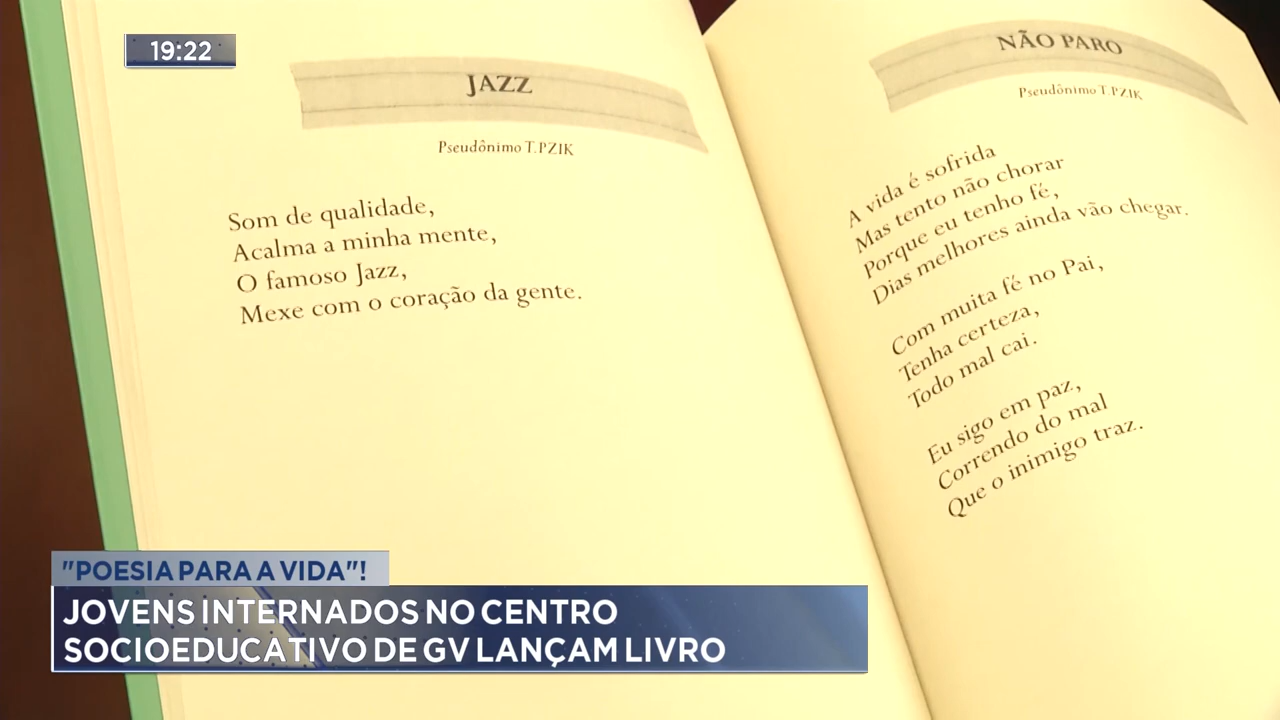 19:22
JAZZ
Pseudônimo T.PZIK
Som de qualidade,
Acalma a minha mente,
O famoso Jazz,
Mexe com o coração da gente.
NÃO PARO
Pseudônimo T.PZIK
A vida é sofrida
Mas tento não chorar
Porque eu tenho fé,
Dias melhores ainda vão chegar.
Com muita fé no Pai,
Tenha certeza,
Todo mal cai.
Eu sigo em paz,
Correndo do mal
Que o inimigo traz.
"POESIA PARA A VIDA"!
JOVENS INTERNADOS NO CENTRO
SOCIOEDUCATIVO DE GV LANÇAM LIVRO